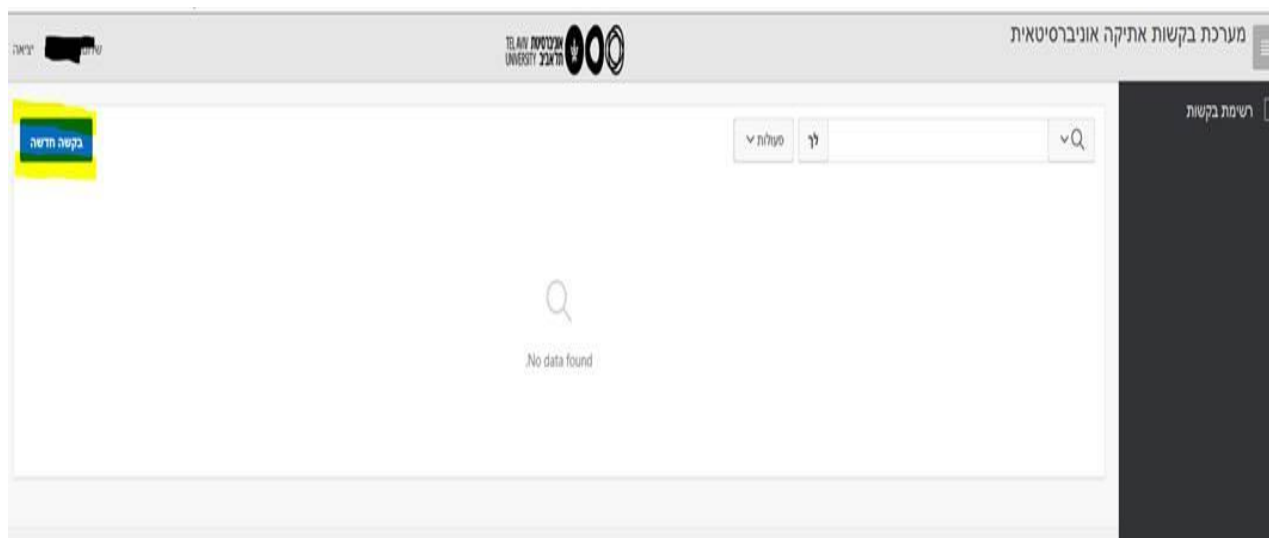 מערכת בקשות אתיקה אוניברסיטאית
אוניברסיטת TEL AVIV
תל אביב UNIVERSITY
יציאה
רשימת בקשות
לך
פעולות
בקשה חדשה
No data found.